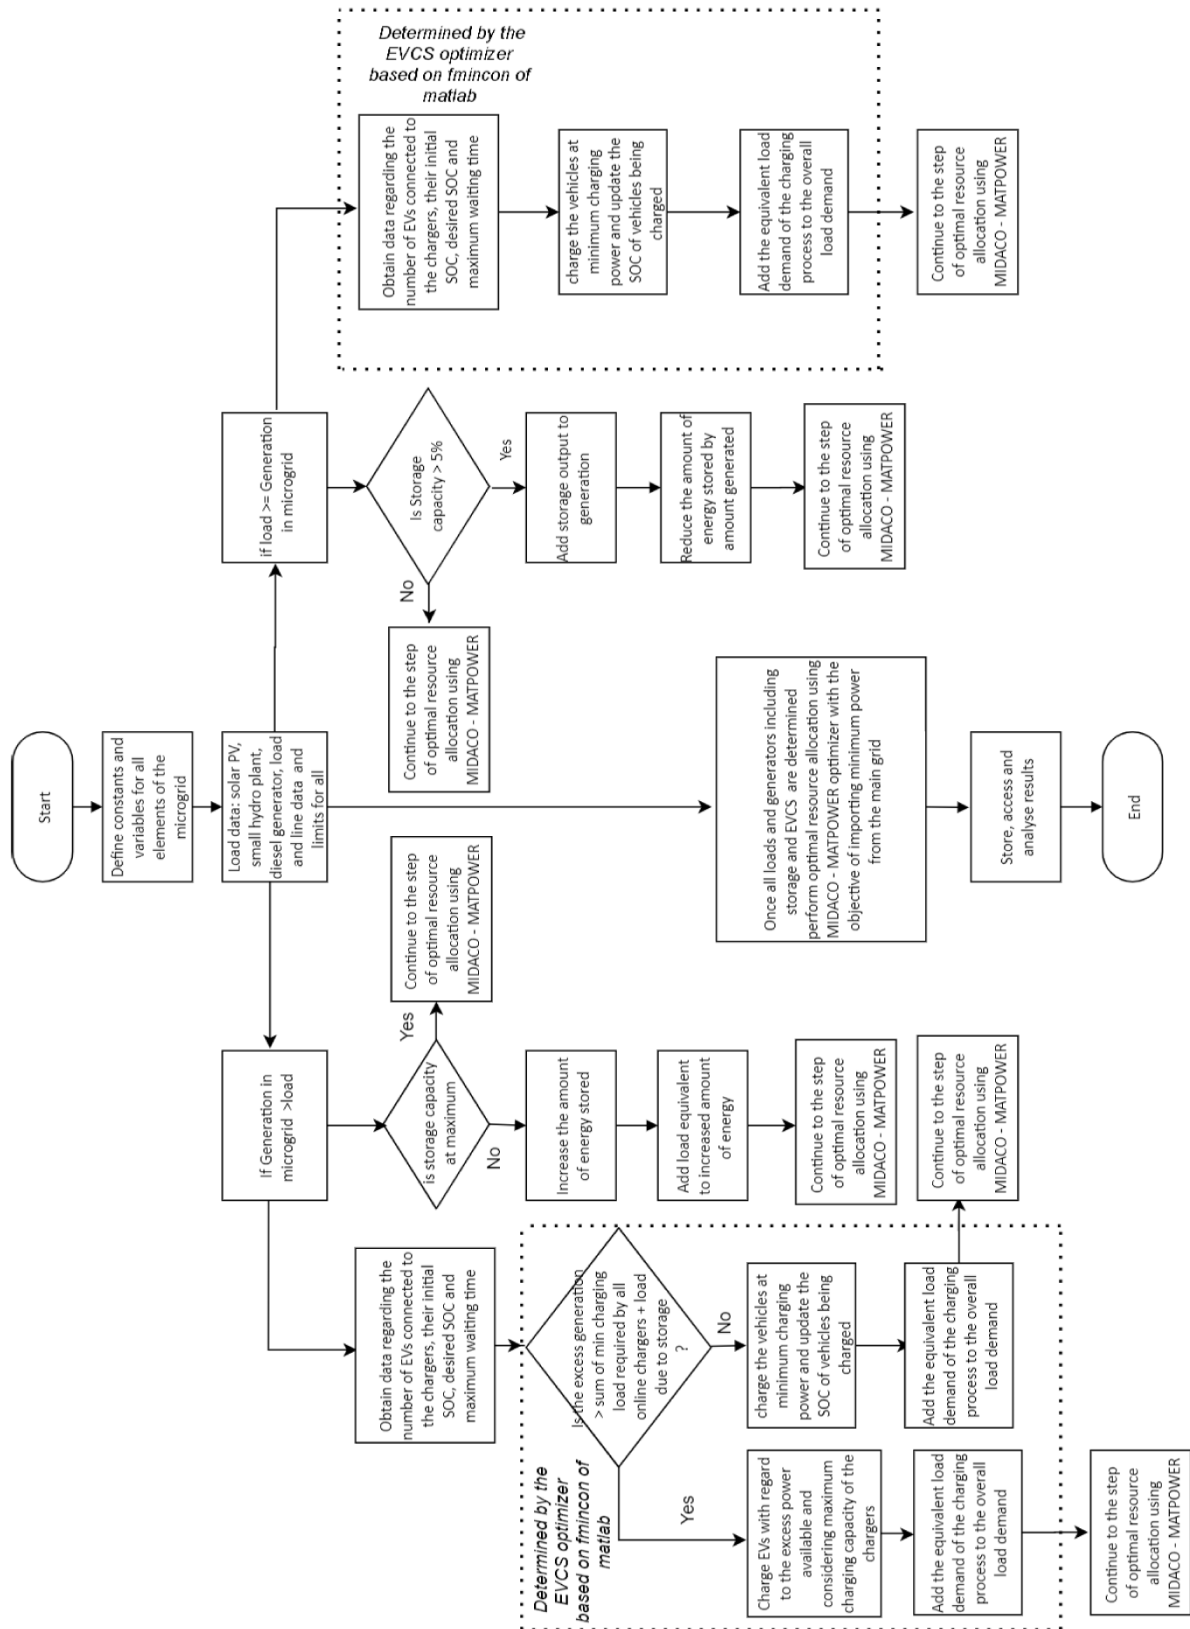 Start
Define constants and
variables for all
elements of the
microgrid
Load data: solar PV,
small hydro plant,
diesel generator, load
and line data and
limits for all
If Generation in
microgrid >load
is storage capacity
at maximum
Yes
Continue to the step
of optimal resource
allocation using
MIDACO - MATPOWER
No
Increase the amount
of energy stored
Add load equivalent
to increased amount
of energy
Continue to the step
of optimal resource
allocation using
MIDACO - MATPOWER
Obtain data regarding the
number of EVs connected to
the chargers, their initial
SOC, desired SOC and
maximum waiting time
Determined by the
EVCS optimizer
based on fmincon of
matlab
Is the excess generation
> sum of min charging
load required by all
online chargers + load
due to storage
?
Yes
Charge EVs with regard
to the excess power
available and
considering maximum
charging capacity of the
chargers
Add the equivalent load
demand of the charging
process to the overall
load demand
Continue to the step
of optimal resource
allocation using
MIDACO - MATPOWER
No
charge the vehicles at
minimum charging
power and update the
SOC of vehicles being
charged
Add the equivalent load
demand of the charging
process to the overall
load demand
Continue to the step
of optimal resource
allocation using
MIDACO - MATPOWER
if load >= Generation
in microgrid
Is Storage
capacity > 5%
No
Continue to the step
of optimal resource
allocation using
MIDACO - MATPOWER
Yes
Add storage output to
generation
Reduce the amount of
energy stored by
amount generated
Continue to the step
of optimal resource
allocation using
MIDACO - MATPOWER
Determined by the
EVCS optimizer
based on fmincon of
matlab
Obtain data regarding the
number of EVs connected to
the chargers, their initial
SOC, desired SOC and
maximum waiting time
charge the vehicles at
minimum charging
power and update the
SOC of vehicles being
charged
Add the equivalent load
demand of the charging
process to the overall
load demand
Continue to the step
of optimal resource
allocation using
MIDACO - MATPOWER
Once all loads and generators including
storage and EVCS are determined
perform optimal resource allocation using
MIDACO - MATPOWER optimizer with the
objective of importing minimum power
from the main grid
Store, access and
analyse results
End